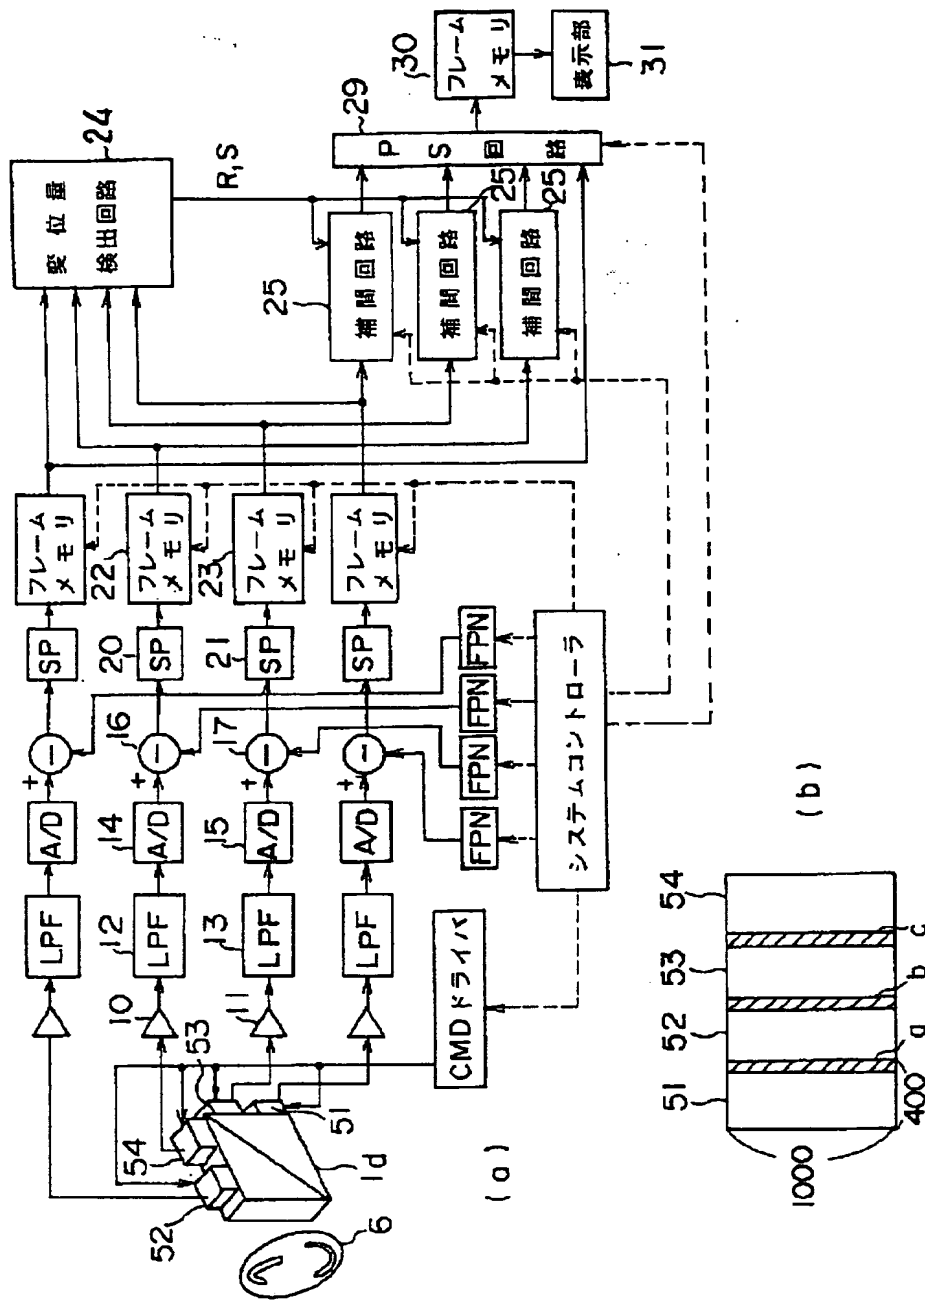 52
54
53
51
1d
6
10
11
LPF
12
LPF
13
LPF
LPF
A/D
14
A/D
15
A/D
A/D
+
−
+
16
−
+
17
−
+
−
SP
20
SP
21
SP
SP
フレーム
メモリ
22
フレーム
メモリ
23
フレーム
メモリ
フレーム
メモリ
変位量
検出回路
24
R,S
25
補間回路
25
補間回路
25
補間回路
29
PS回路
30
フレーム
メモリ
表示部
31
FPN
FPN
FPN
FPN
システムコントローラ
CMDドライバ
(a)
51
52
53
54
1000
400
a
b
c
(b)